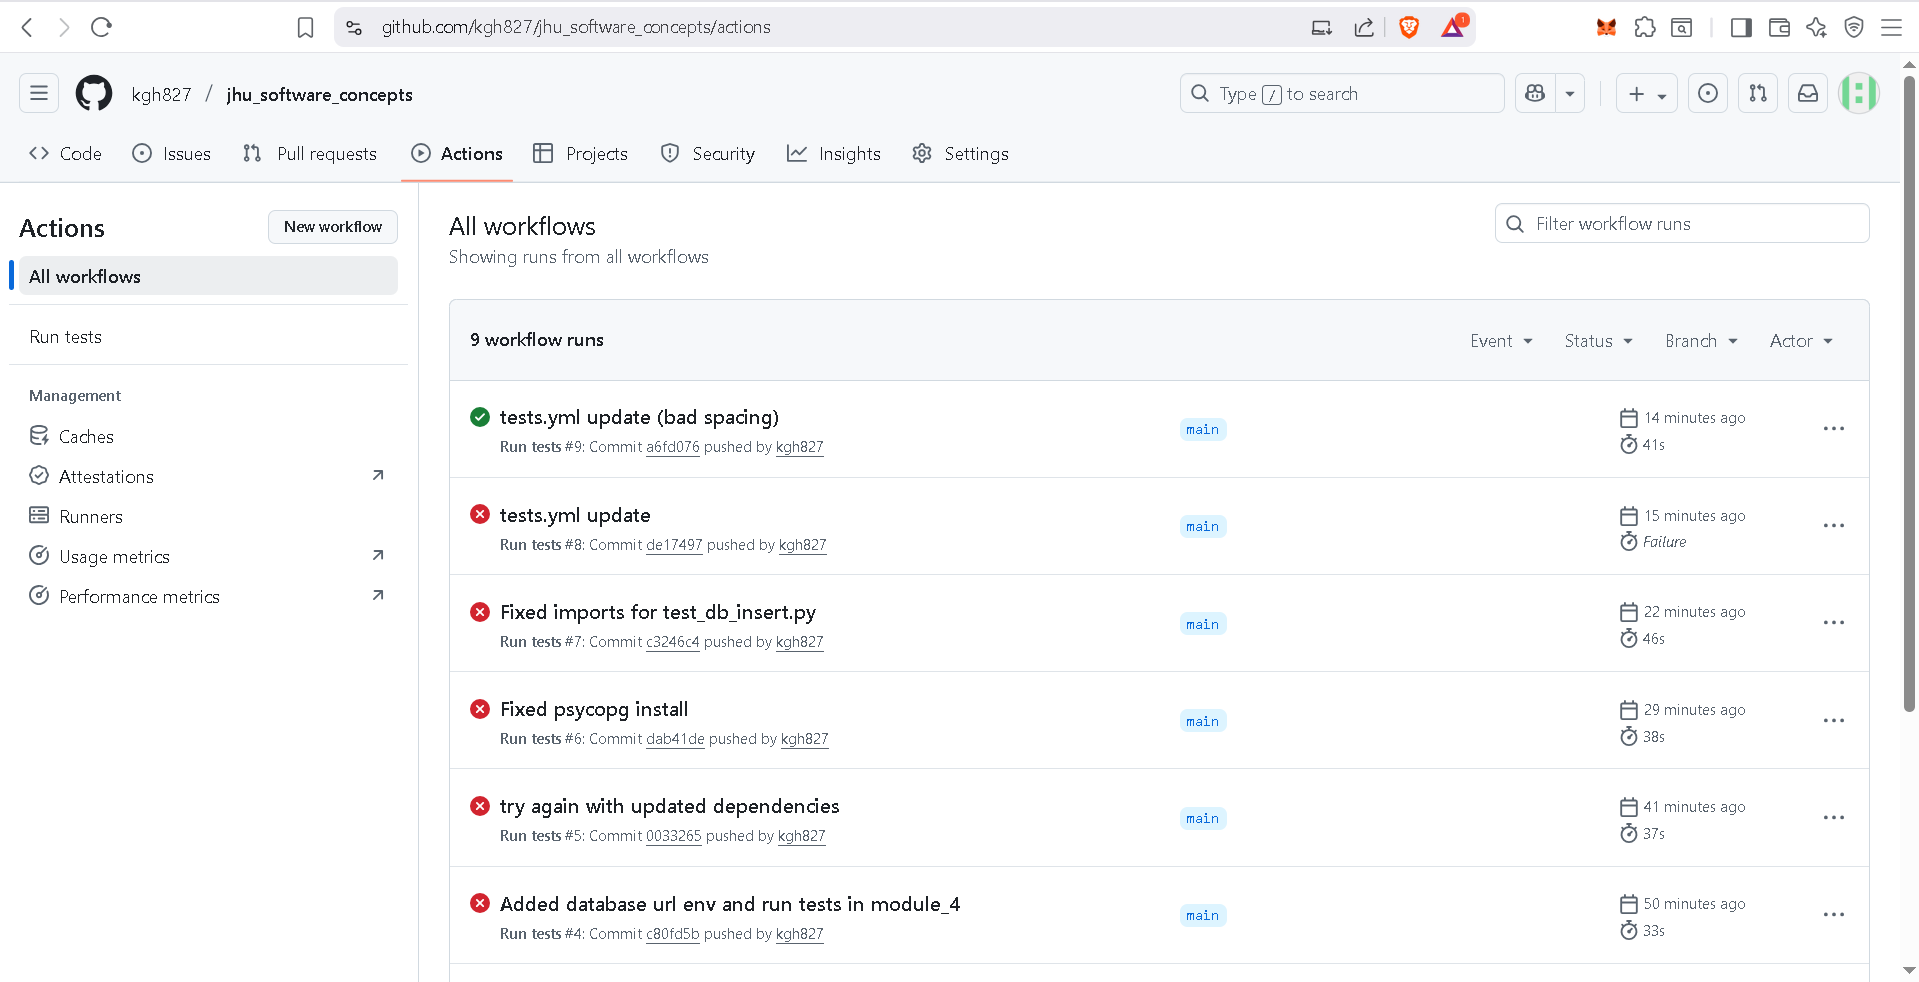 github.com/kgh827/jhu_software_concepts/actions
1
kgh827 / jhu_software_concepts
Type / to search
Code
Issues
Pull requests
Actions
Projects
Security
Insights
Settings
Actions
New workflow
All workflows
Run tests
Management
Caches
Attestations
Runners
Usage metrics
Performance metrics
All workflows
Showing runs from all workflows
Filter workflow runs
9 workflow runs
Event
Status
Branch
Actor
tests.yml update (bad spacing)
Run tests #9: Commit a6fd076 pushed by kgh827
main
14 minutes ago
41s
tests.yml update
Run tests #8: Commit de17497 pushed by kgh827
main
15 minutes ago
Failure
Fixed imports for test_db_insert.py
Run tests #7: Commit c3246c4 pushed by kgh827
main
22 minutes ago
46s
Fixed psycopg install
Run tests #6: Commit dab41de pushed by kgh827
main
29 minutes ago
38s
try again with updated dependencies
Run tests #5: Commit 0033265 pushed by kgh827
main
41 minutes ago
37s
Added database url env and run tests in module_4
Run tests #4: Commit c80fd5b pushed by kgh827
main
50 minutes ago
33s